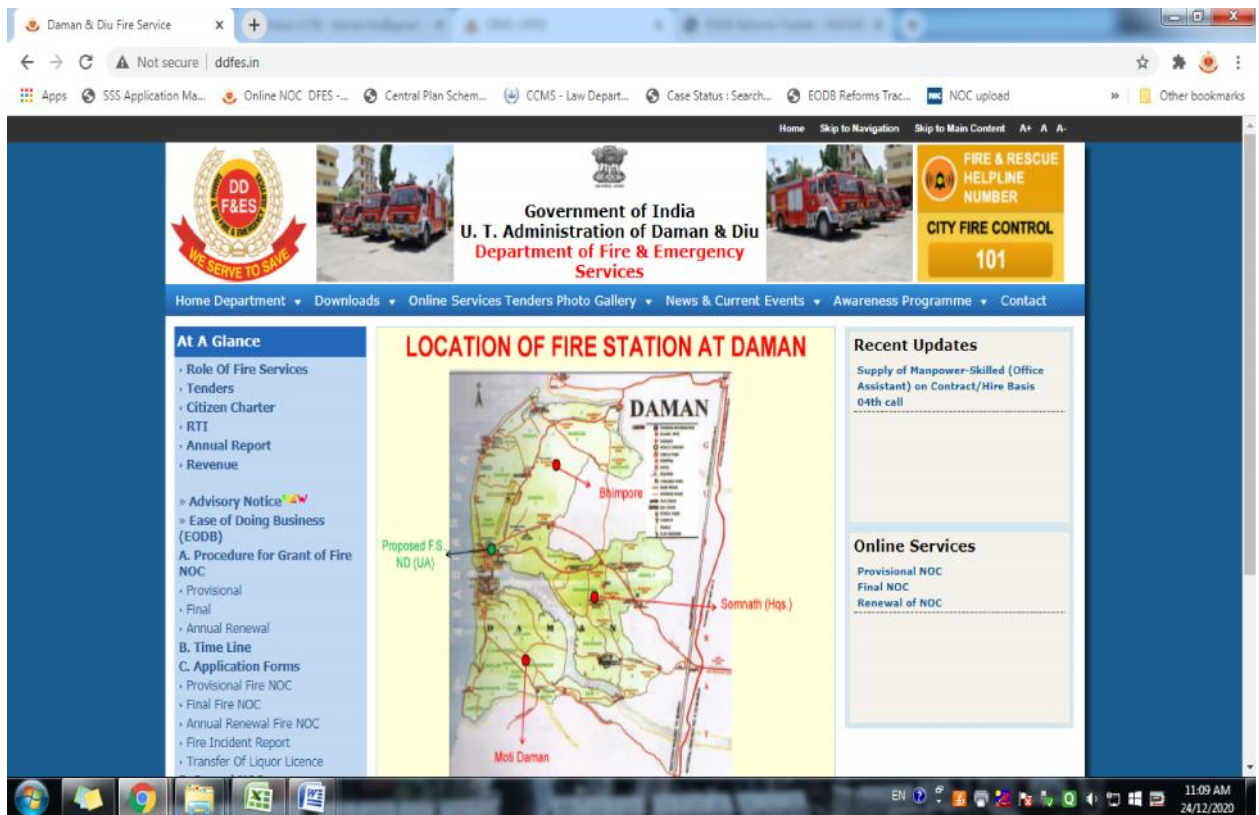 Daman & Diu Fire Service
Not secure | ddfes.in
Apps SSS Application Ma... Online NOC DFES -... Central Plan Schem... CCMS - Law Depart... Case Status : Search... EODB Reforms Trac... NOC upload » Other bookmarks
Home Skip to Navigation Skip to Main Content A+ A A-
DD
F&ES
WE SERVE TO SAVE
Government of India
U. T. Administration of Daman & Diu
Department of Fire & Emergency
Services
FIRE & RESCUE
HELPLINE
NUMBER
CITY FIRE CONTROL
101
Home Department Downloads Online Services Tenders Photo Gallery News & Current Events Awareness Programme Contact
At A Glance
Role Of Fire Services
Tenders
Citizen Charter
RTI
Annual Report
Revenue
» Advisory Notice
» Ease of Doing Business
(EODB)
A. Procedure for Grant of Fire
NOC
Provisional
Final
Annual Renewal
B. Time Line
C. Application Forms
Provisional Fire NOC
Final Fire NOC
Annual Renewal Fire NOC
Fire Incident Report
Transfer Of Liquor Licence
LOCATION OF FIRE STATION AT DAMAN
DAMAN
Bhimpore
Proposed F.S.
ND (UA)
Somnath (Hqs.)
D A M A N
Moti Daman
Recent Updates
Supply of Manpower-Skilled (Office
Assistant) on Contract/Hire Basis
04th call
Online Services
Provisional NOC
Final NOC
Renewal of NOC
EN
11:09 AM
24/12/2020